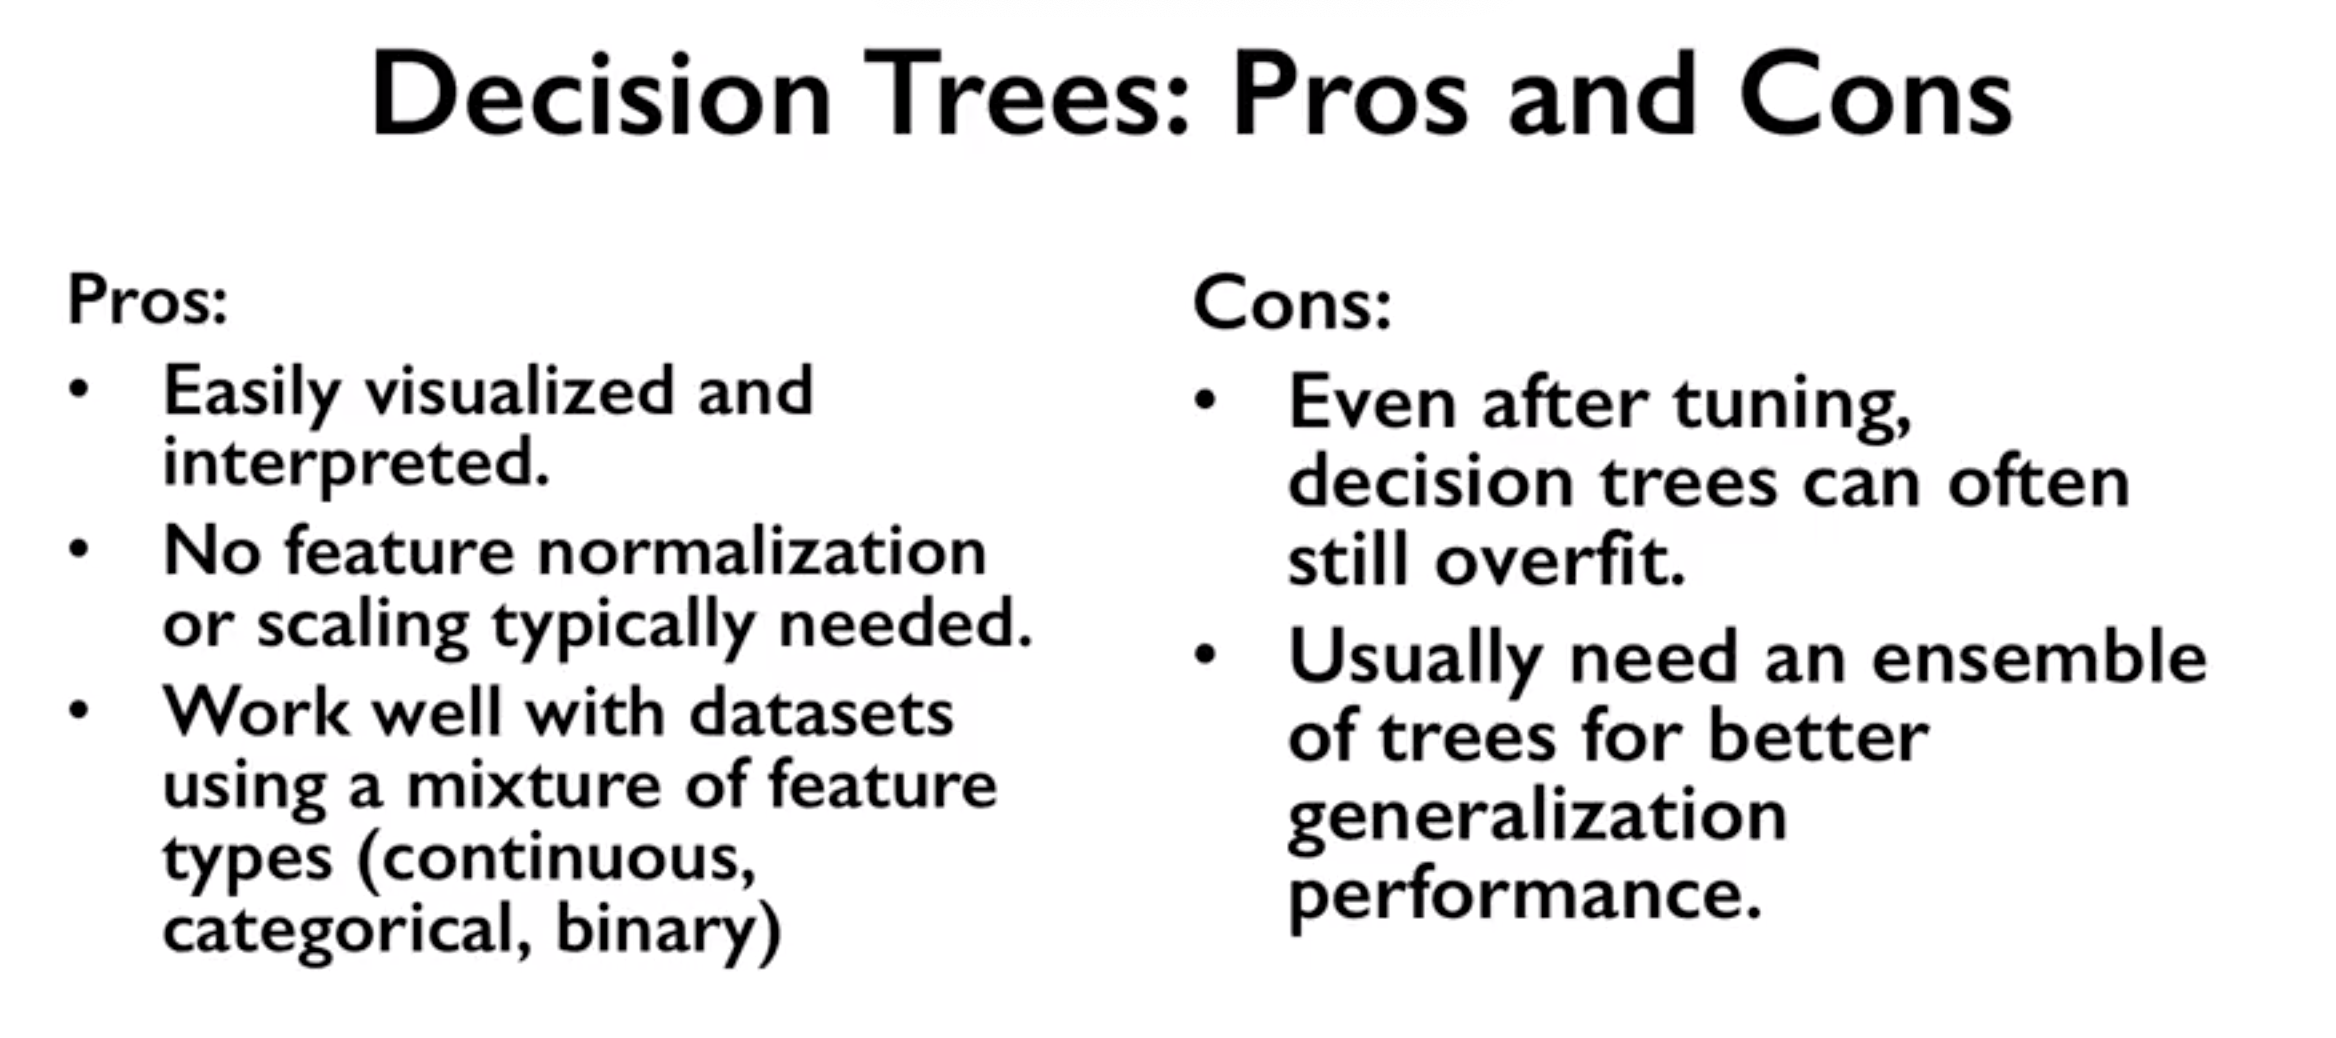 Decision Trees: Pros and Cons
Pros:
• Easily visualized and
interpreted.
• No feature normalization
or scaling typically needed.
• Work well with datasets
using a mixture of feature
types (continuous,
categorical, binary)
Cons:
• Even after tuning,
decision trees can often
still overfit.
• Usually need an ensemble
of trees for better
generalization
performance.